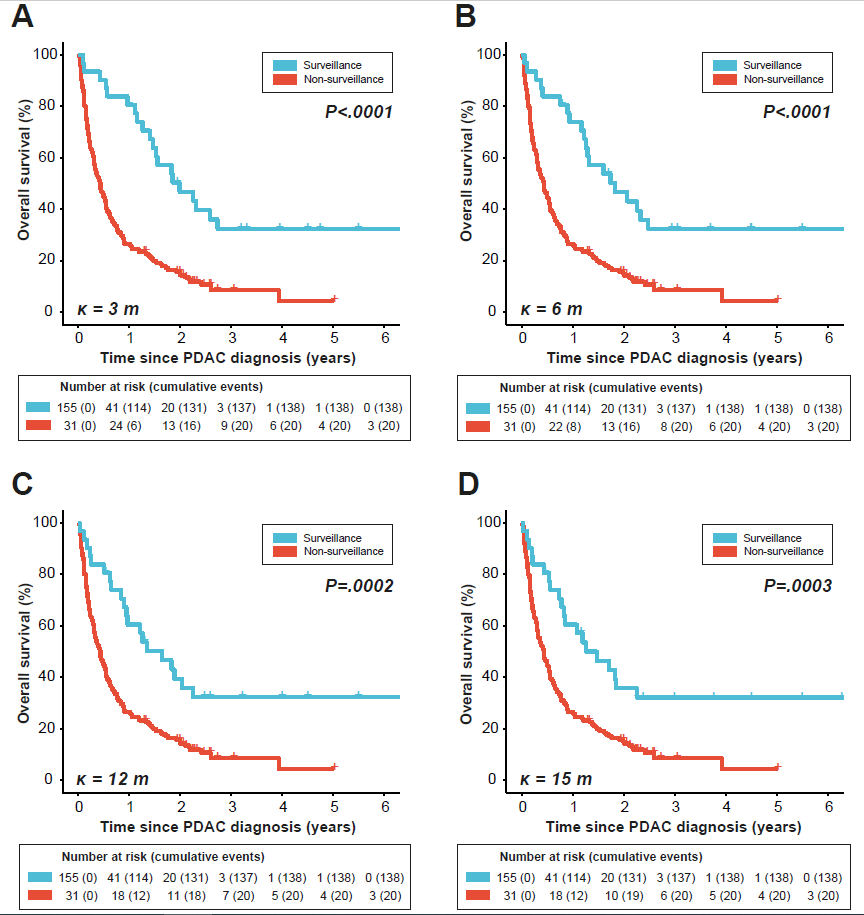 A
100
80
60
40
20
0
Overall survival (%)
Surveillance
Non-surveillance
P<.0001
κ = 3 m
0 1 2 3 4 5 6
Time since PDAC diagnosis (years)
Number at risk (cumulative events)
155 (0) 41 (114) 20 (131) 3 (137) 1 (138) 1 (138) 0 (138)
31 (0) 24 (6) 13 (16) 9 (20) 6 (20) 4 (20) 3 (20)
B
100
80
60
40
20
0
Overall survival (%)
Surveillance
Non-surveillance
P<.0001
κ = 6 m
0 1 2 3 4 5 6
Time since PDAC diagnosis (years)
Number at risk (cumulative events)
155 (0) 41 (114) 20 (131) 3 (137) 1 (138) 1 (138) 0 (138)
31 (0) 22 (8) 13 (16) 8 (20) 6 (20) 4 (20) 3 (20)
C
100
80
60
40
20
0
Overall survival (%)
Surveillance
Non-surveillance
P=.0002
κ = 12 m
0 1 2 3 4 5 6
Time since PDAC diagnosis (years)
Number at risk (cumulative events)
155 (0) 41 (114) 20 (131) 3 (137) 1 (138) 1 (138) 0 (138)
31 (0) 18 (12) 11 (18) 7 (20) 5 (20) 4 (20) 3 (20)
D
100
80
60
40
20
0
Overall survival (%)
Surveillance
Non-surveillance
P=.0003
κ = 15 m
0 1 2 3 4 5 6
Time since PDAC diagnosis (years)
Number at risk (cumulative events)
155 (0) 41 (114) 20 (131) 3 (137) 1 (138) 1 (138) 0 (138)
31 (0) 18 (12) 10 (19) 6 (20) 5 (20) 4 (20) 3 (20)